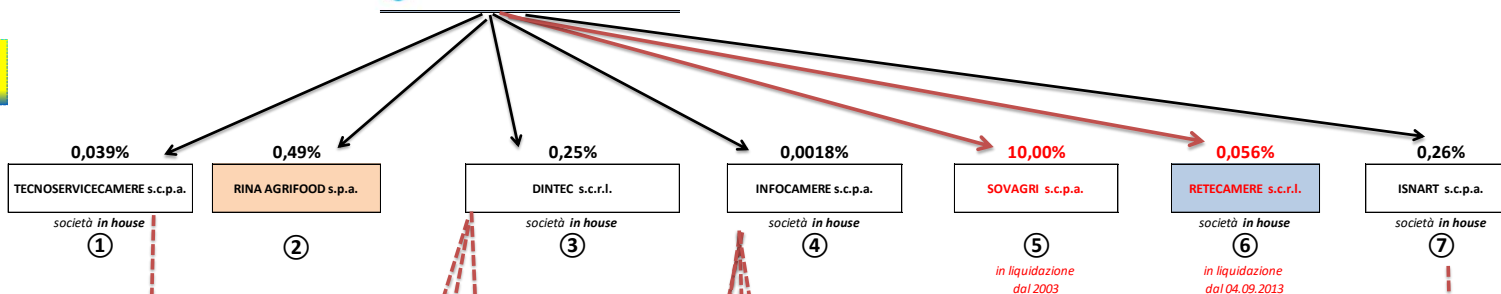 0,039% 0,49% 0,25% 0,0018% 10,00% 0,056% 0,26%
TECNOSERVICECAMERE s.c.p.a. RINA AGRIFOOD s.p.a. DINTEC s.c.r.l. INFOCAMERE s.c.p.a. SOVAGRI s.c.p.a. RETECAMERE s.c.r.l. ISNART s.c.p.a.
società in house società in house società in house società in house società in house
① ② ③ ④ ⑤ ⑥ ⑦
in liquidazione in liquidazione
dal 2003 dal 04.09.2013